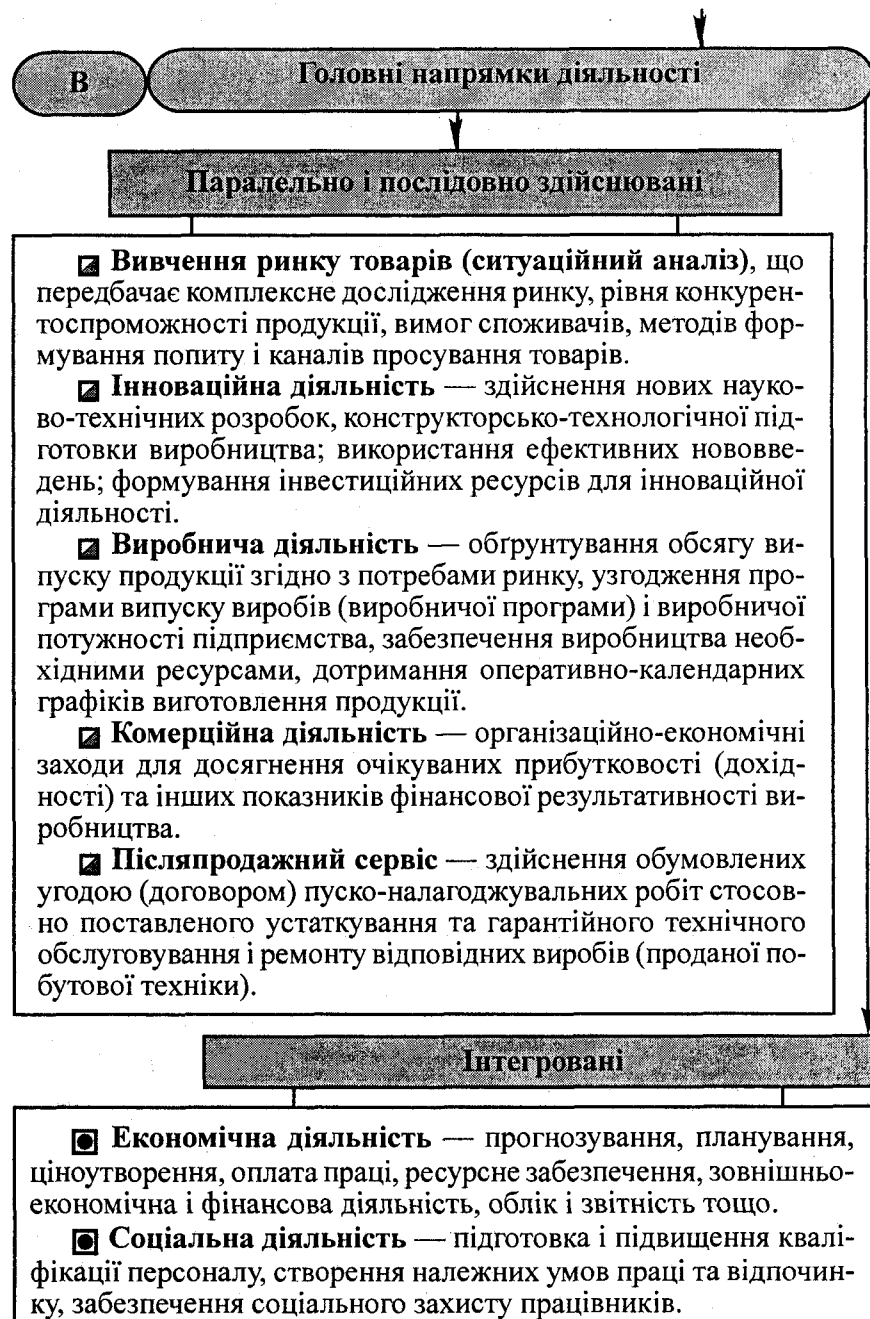 В
Головні напрямки діяльності
Паралельно і послідовно здійснювані
Вивчення ринку товарів (ситуаційний аналіз), що
передбачає комплексне дослідження ринку, рівня конкурен-
тоспроможності продукції, вимог споживачів, методів фор-
мування попиту і каналів просування товарів.
Інноваційна діяльність — здійснення нових науко-
во-технічних розробок, конструкторсько-технологічної під-
готовки виробництва; використання ефективних нововве-
день; формування інвестиційних ресурсів для інноваційної
діяльності.
Виробнича діяльність — обґрунтування обсягу ви-
пуску продукції згідно з потребами ринку, узгодження про-
грами випуску виробів (виробничої програми) і виробничої
потужності підприємства, забезпечення виробництва необ-
хідними ресурсами, дотримання оперативно-календарних
графіків виготовлення продукції.
Комерційна діяльність — організаційно-економічні
заходи для досягнення очікуваних прибутковості (дохід-
ності) та інших показників фінансової результативності ви-
робництва.
Післяпродажний сервіс — здійснення обумовлених
угодою (договором) пуско-налагоджувальних робіт стосов-
но поставленого устаткування та гарантійного технічного
обслуговування і ремонту відповідних виробів (проданої по-
бутової техніки).
Інтегровані
Економічна діяльність — прогнозування, планування,
ціноутворення, оплата праці, ресурсне забезпечення, зовнішньо-
економічна і фінансова діяльність, облік і звітність тощо.
Соціальна діяльність — підготовка і підвищення квалі-
фікації персоналу, створення належних умов праці та відпочин-
ку, забезпечення соціального захисту працівників.